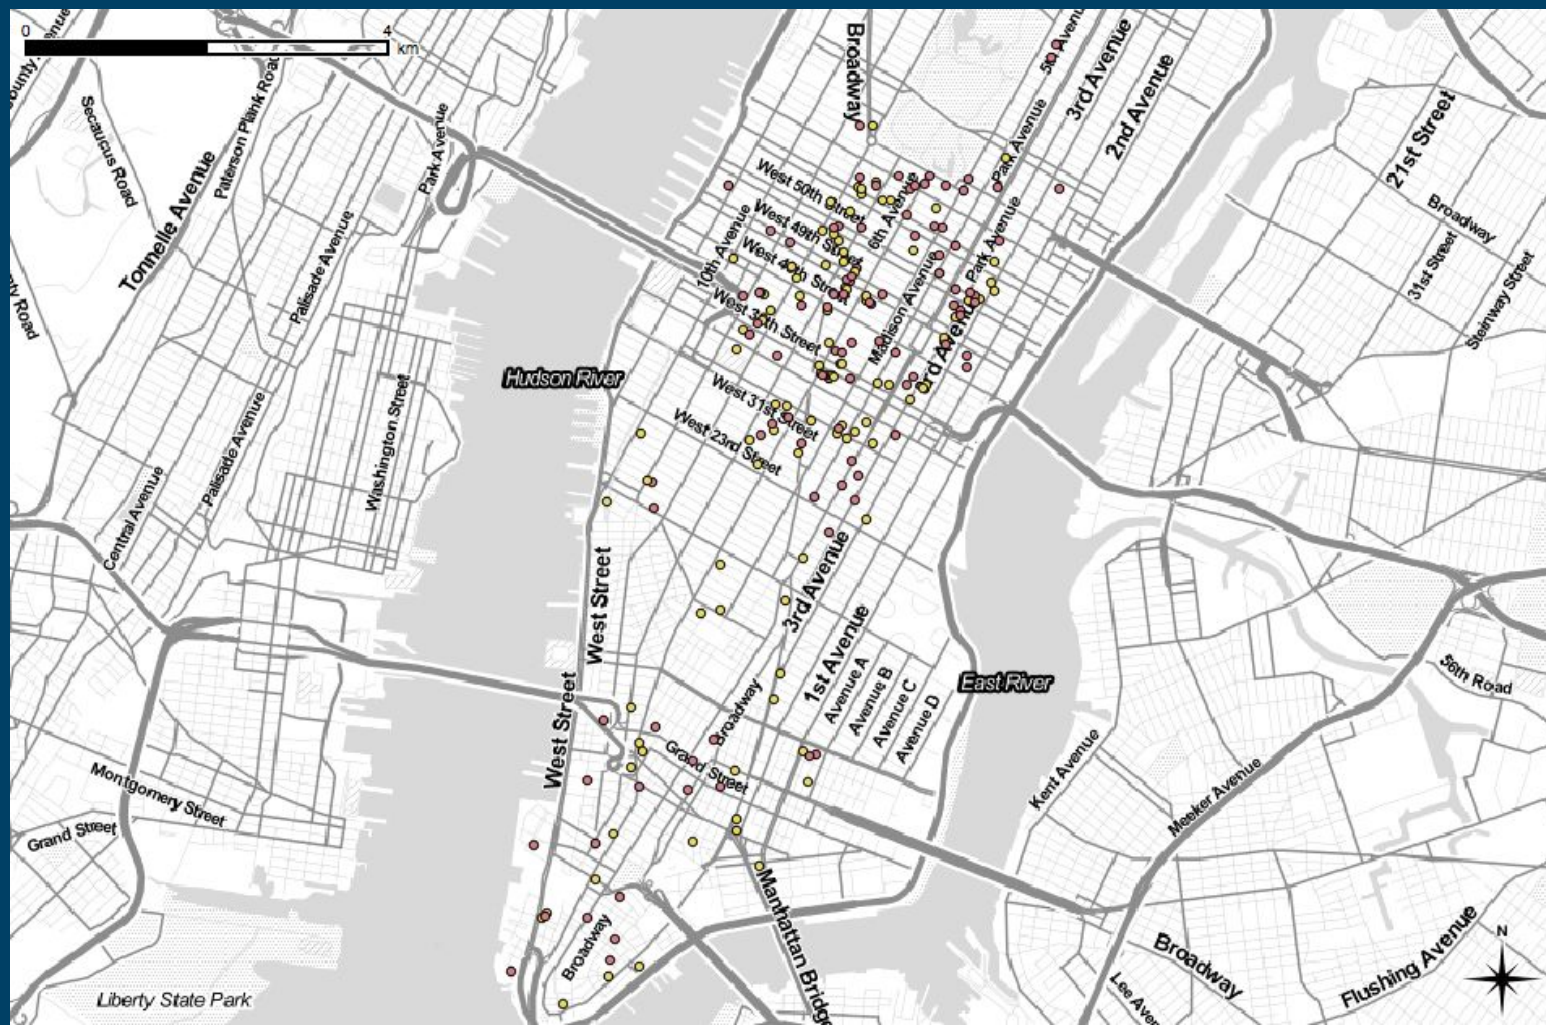 0
4
km
Broadway
5th Avenue
3rd Avenue
2nd Avenue
Secaucus Road
Paterson Plank Road
Park Avenue
Park Avenue
21st Street
Tonnelle Avenue
West 50th Street
6th Avenue
Broadway
Palisade Avenue
West 49th Street
10th Avenue
Park Avenue
31st Street
Steinway Street
Madison Avenue
3rd Avenue
Hudson River
West 31st Street
West 23rd Street
Palisade Avenue
Washington Street
Central Avenue
West Street
3rd Avenue
1st Avenue
Avenue A
Avenue B
Avenue C
Avenue D
East River
56th Road
West Street
Broadway
Grand Street
Kent Avenue
Meeker Avenue
Montgomery Street
Grand Street
Manhattan Bridge
Broadway
Broadway
Flushing Avenue
N
Liberty State Park